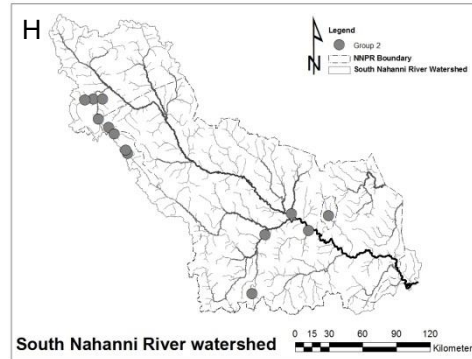 H
N
Legend
Group 2
NNPR Boundary
South Nahanni River Watershed
South Nahanni River watershed
0 15 30 60 90 120
Kilometer